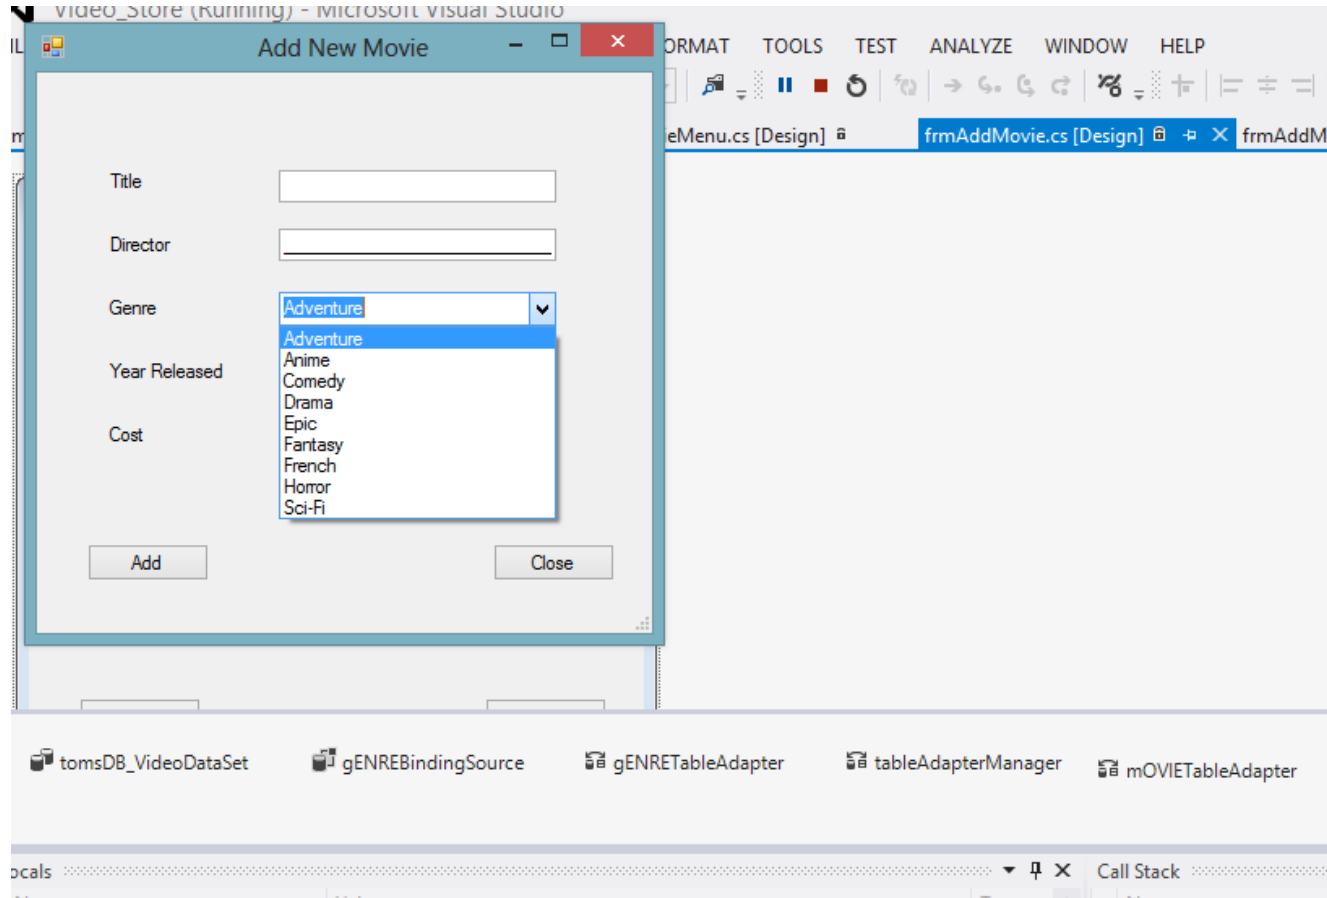 Video_Store (Running) - Microsoft Visual Studio
Add New Movie
ORMAT TOOLS TEST ANALYZE WINDOW HELP
ieMenu.cs [Design]
frmAddMovie.cs [Design]
frmAddM
Title
Director
Genre
Adventure
Adventure
Anime
Comedy
Drama
Epic
Fantasy
French
Horror
Sci-Fi
Year Released
Cost
Add
Close
tomsDB_VideoDataSet
gENREBindingSource
gENRETableAdapter
tableAdapterManager
mOVIETableAdapter
ocals
Call Stack